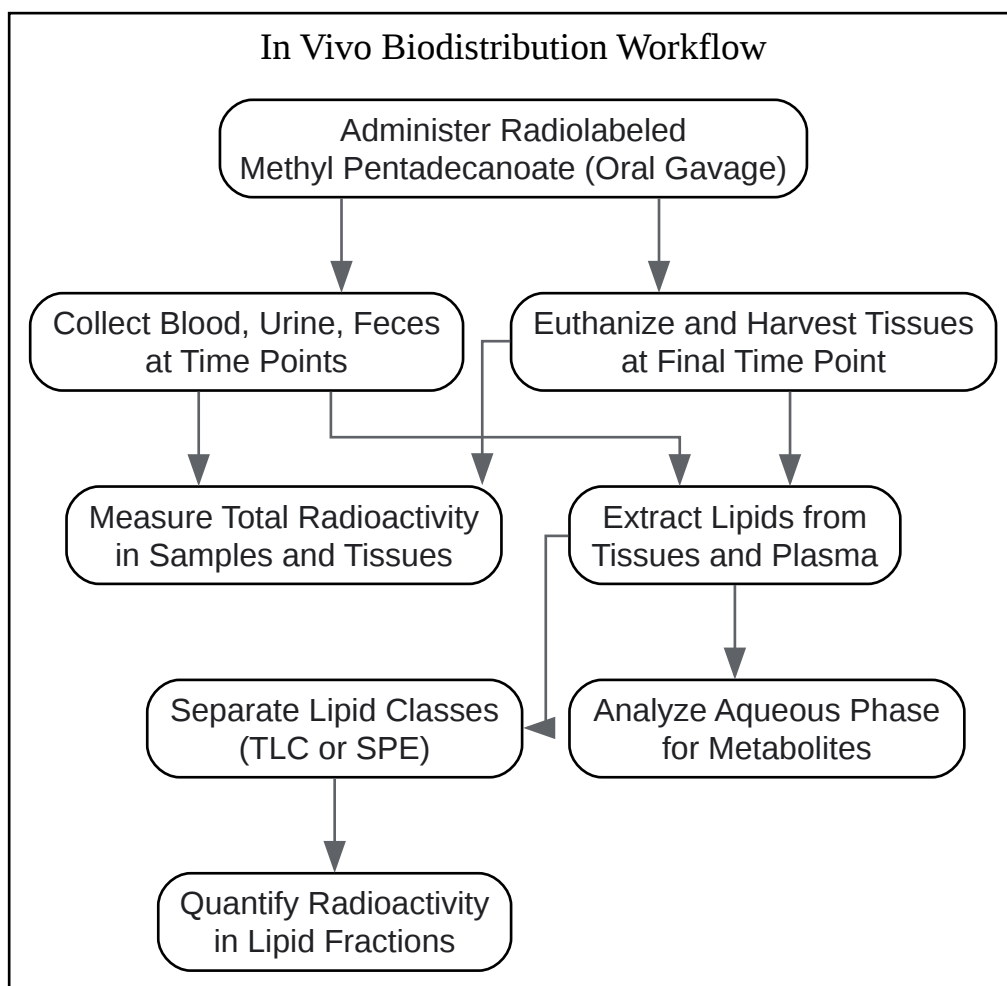 In Vivo Biodistribution Workflow
Administer Radiolabeled
Methyl Pentadecanoate (Oral Gavage)
Collect Blood, Urine, Feces
at Time Points
Euthanize and Harvest Tissues
at Final Time Point
Measure Total Radioactivity
in Samples and Tissues
Extract Lipids from
Tissues and Plasma
Separate Lipid Classes
(TLC or SPE)
Analyze Aqueous Phase
for Metabolites
Quantify Radioactivity
in Lipid Fractions